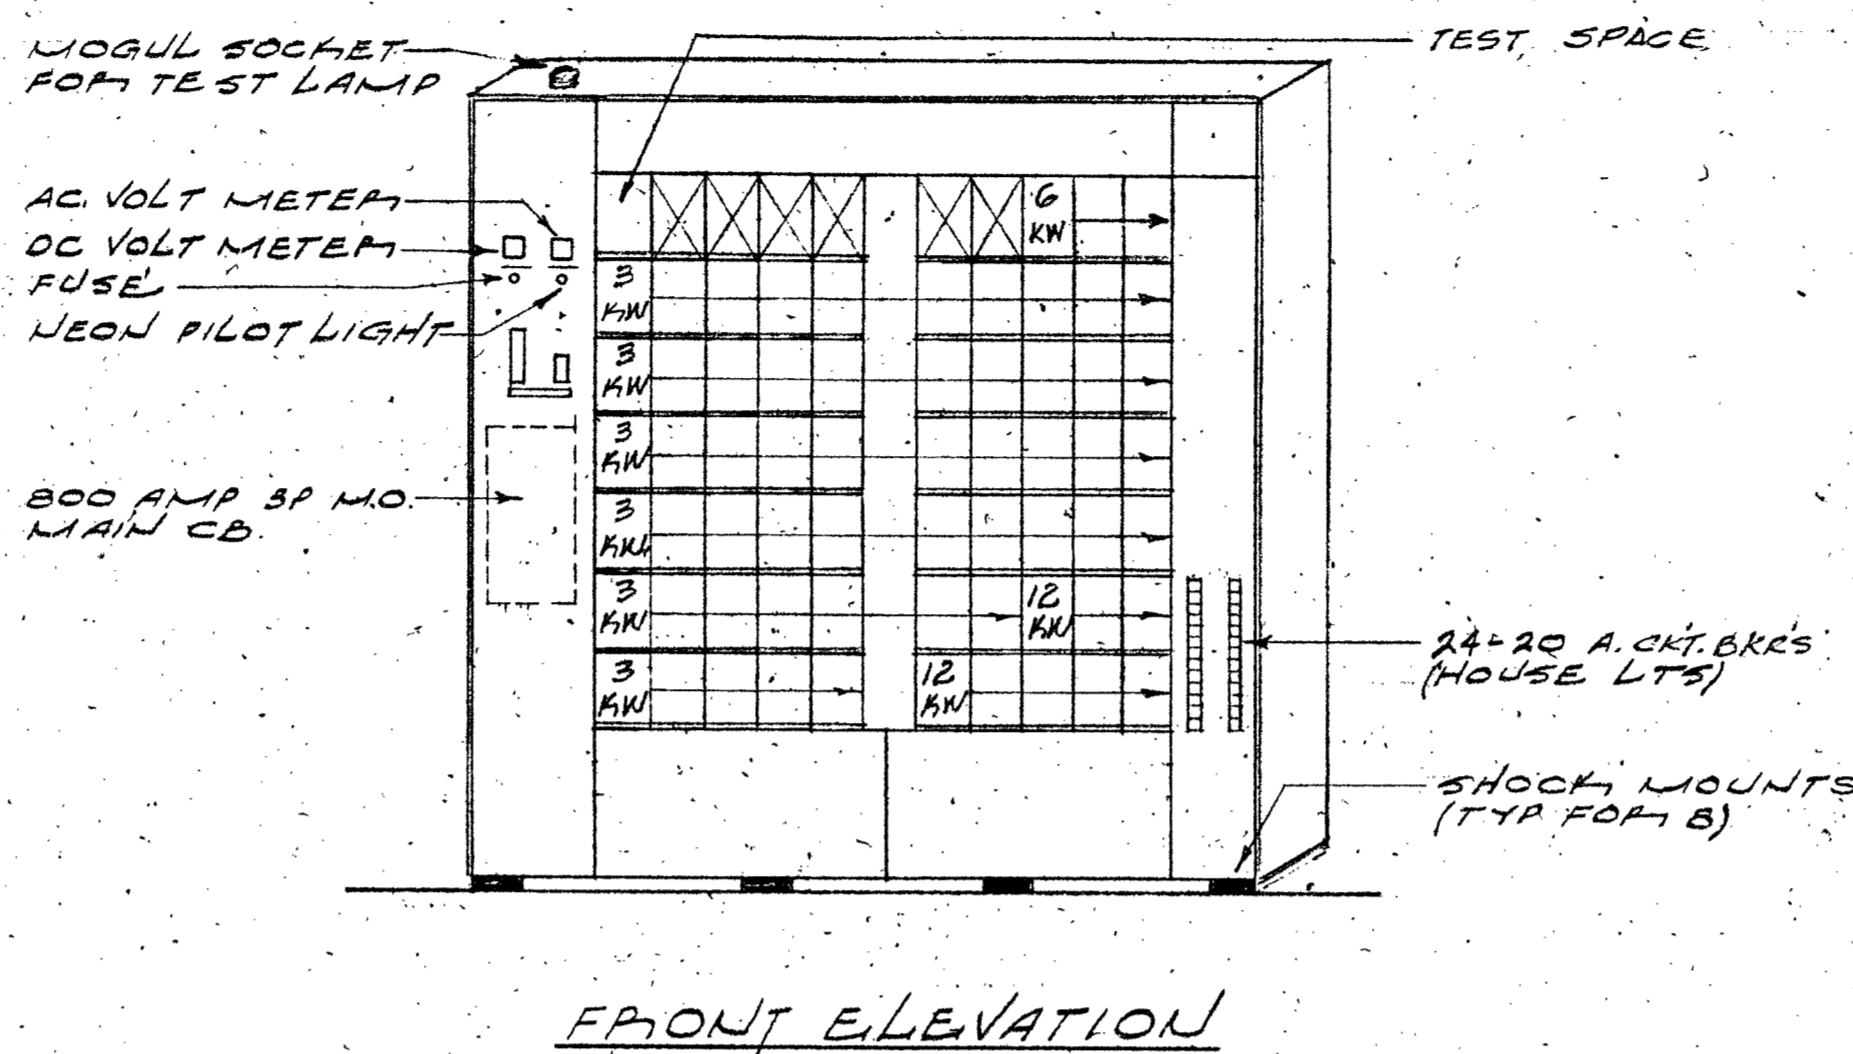 MOGUL SOCKET
FOR TEST LAMP
TEST SPACE
AC. VOLT METER
DC VOLT METER
FUSE
NEON PILOT LIGHT
800 AMP 3P M.O.
MAIN CB.
6
KW
3
KW
3
KW
3
KW
3
KW
3
KW
12
KW
3
KW
12
KW
24-20 A. CKT. BKR'S
(HOUSE LTS)
SHOCK MOUNTS
(TYP FOR 8)
FRONT ELEVATION